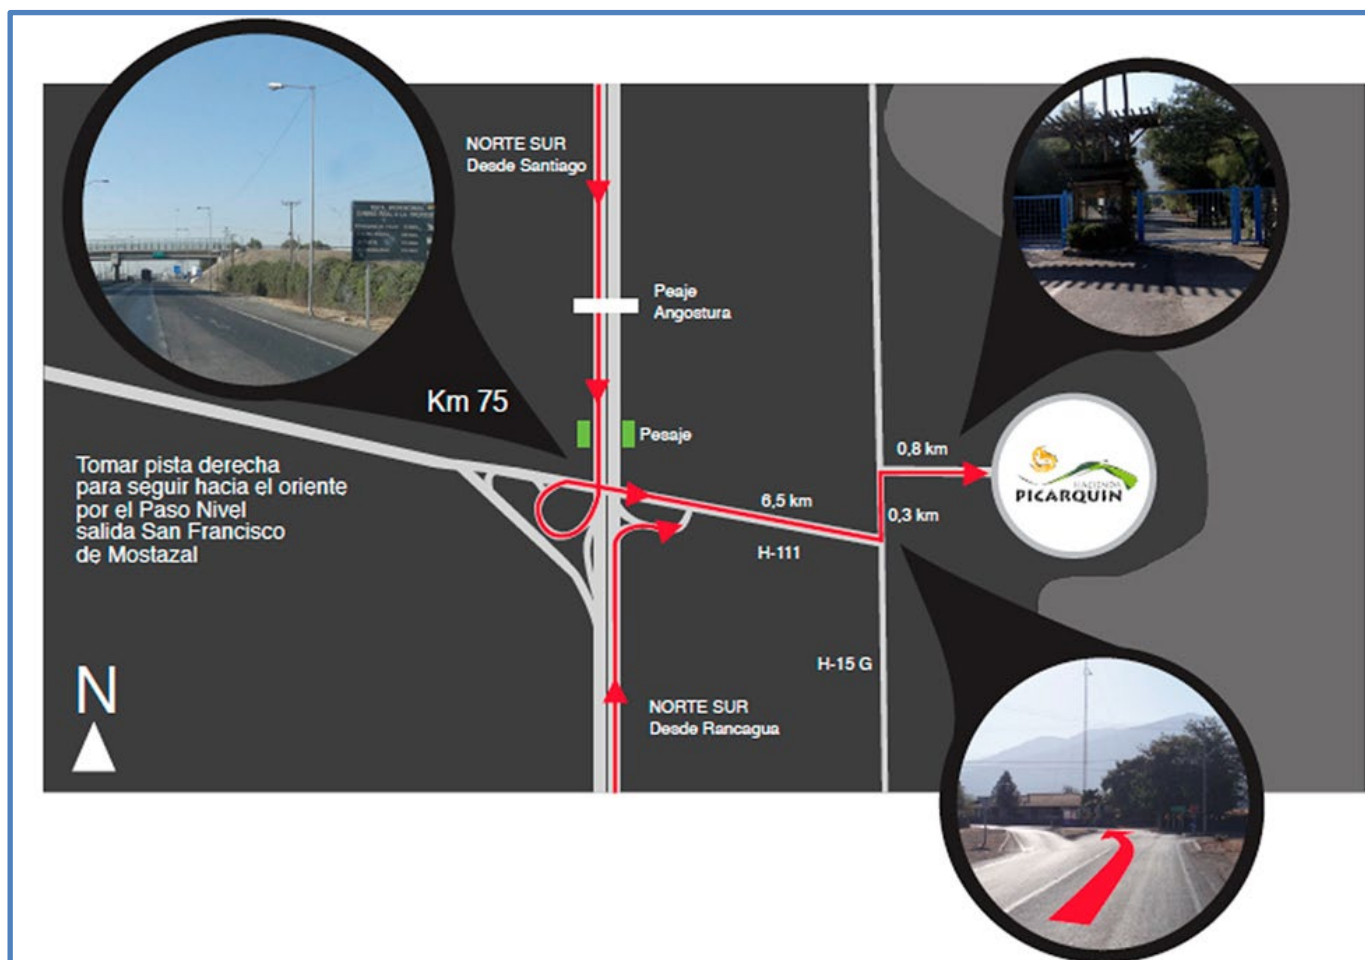 NORTE SUR
Desde Santiago
Peaje
Angostura
Km 75
Pesaje
Tomar pista derecha
para seguir hacia el oriente
por el Paso Nivel
salida San Francisco
de Mostazal
0,8 km
HACIENDA
PICARQUIN
6,5 km
0,3 km
H-111
H-15 G
N
NORTE SUR
Desde Rancagua